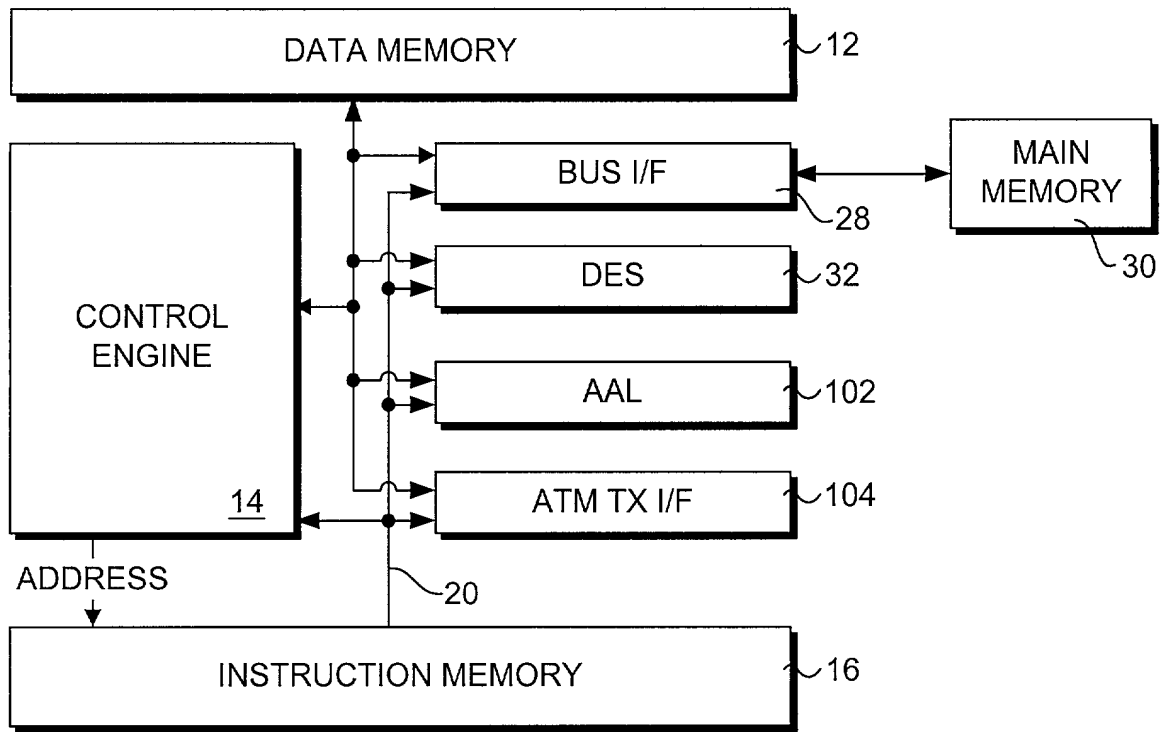 DATA MEMORY
12
BUS I/F
28
MAIN
MEMORY
30
DES
32
CONTROL
ENGINE
14
AAL
102
ATM TX I/F
104
ADDRESS
20
INSTRUCTION MEMORY
16